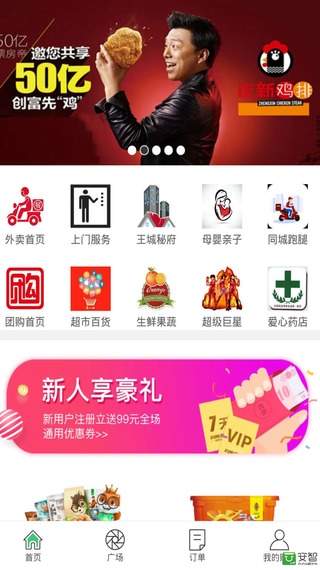 50亿
票房帝
邀您共享
50亿
创富先“鸡”
正新鸡排
ZHENGXIN CHICKEN STEAK
外卖首页
上门服务
王城秘府
母婴亲子
同城跑腿
团购
团购首页
超市百货
生鲜果蔬
超级巨星
爱心药店
新人享豪礼
新用户注册立送99元全场
通用优惠券>>
1天
VIP
首页
广场
订单
我的
安智